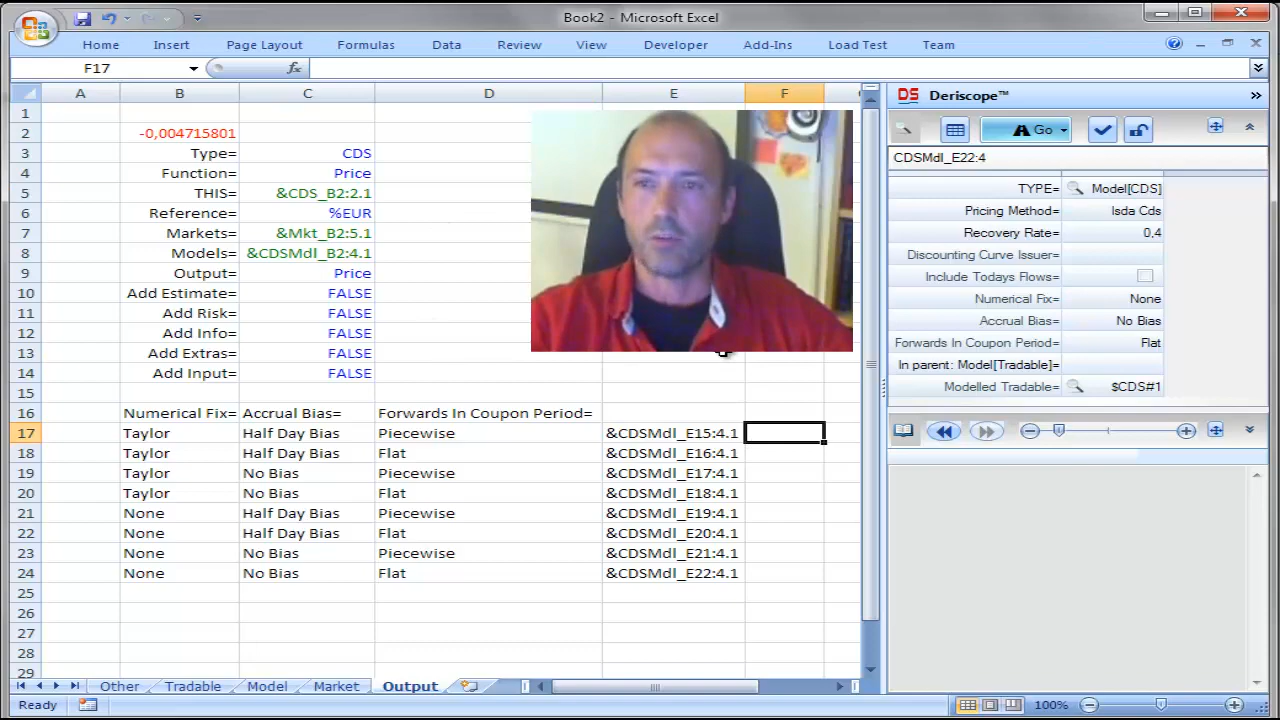 Book2 - Microsoft Excel
Home Insert Page Layout Formulas Data Review View Developer Add-Ins Load Test Team
F17 fx
A B C D E F
1
2 -0,004715801
3 Type= CDS
4 Function= Price
5 THIS= &CDS_B2:2.1
6 Reference= %EUR
7 Markets= &Mkt_B2:5.1
8 Models= &CDSMdl_B2:4.1
9 Output= Price
10 Add Estimate= FALSE
11 Add Risk= FALSE
12 Add Info= FALSE
13 Add Extras= FALSE
14 Add Input= FALSE
15
16 Numerical Fix= Accrual Bias= Forwards In Coupon Period=
17 Taylor Half Day Bias Piecewise &CDSMdl_E15:4.1
18 Taylor Half Day Bias Flat &CDSMdl_E16:4.1
19 Taylor No Bias Piecewise &CDSMdl_E17:4.1
20 Taylor No Bias Flat &CDSMdl_E18:4.1
21 None Half Day Bias Piecewise &CDSMdl_E19:4.1
22 None Half Day Bias Flat &CDSMdl_E20:4.1
23 None No Bias Piecewise &CDSMdl_E21:4.1
24 None No Bias Flat &CDSMdl_E22:4.1
25
26
27
28
29
Other Tradable Model Market Output
Ready 100%
DS Deriscope™
Go
CDSMdl_E22:4
TYPE= Model[CDS]
Pricing Method= Isda Cds
Recovery Rate= 0.4
Discounting Curve Issuer=
Include Todays Flows=
Numerical Fix= None
Accrual Bias= No Bias
Forwards In Coupon Period= Flat
In parent: Model[Tradable]=
Modelled Tradable= $CDS#1